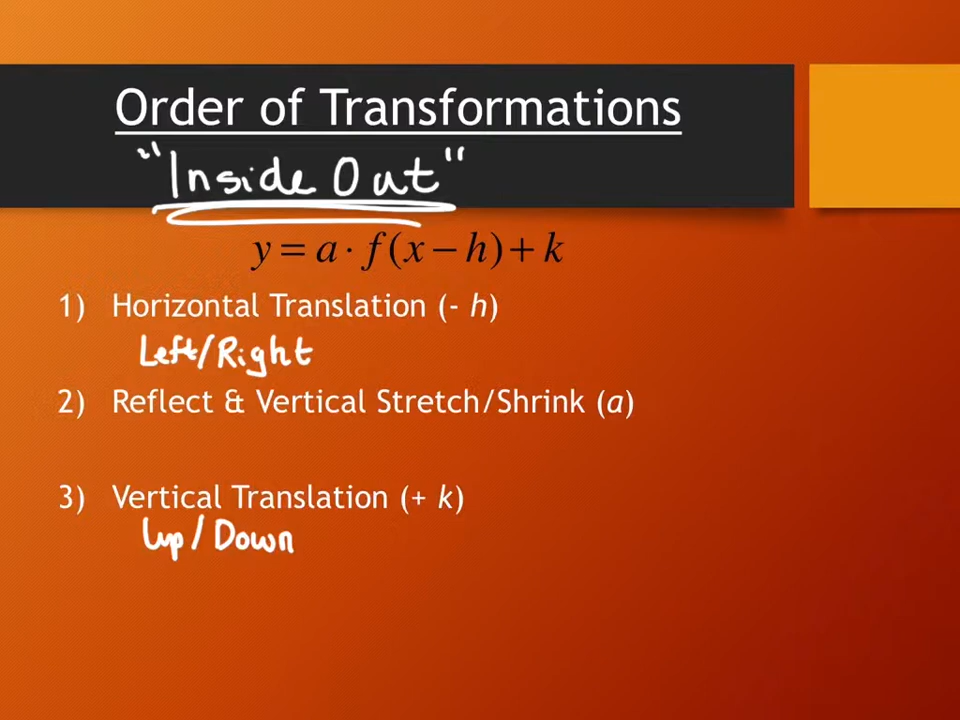 Order of Transformations
"Inside Out"
y = a · f(x − h) + k
1) Horizontal Translation (- h)
Left/Right
2) Reflect & Vertical Stretch/Shrink (a)
3) Vertical Translation (+ k)
Up/Down